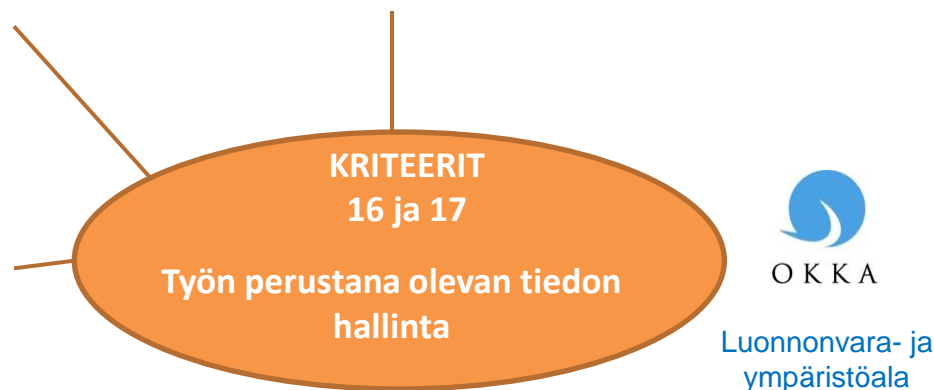 KRITEERIT
16 ja 17
Työn perustana olevan tiedon
hallinta
OKKA
Luonnonvara- ja
ympäristöala